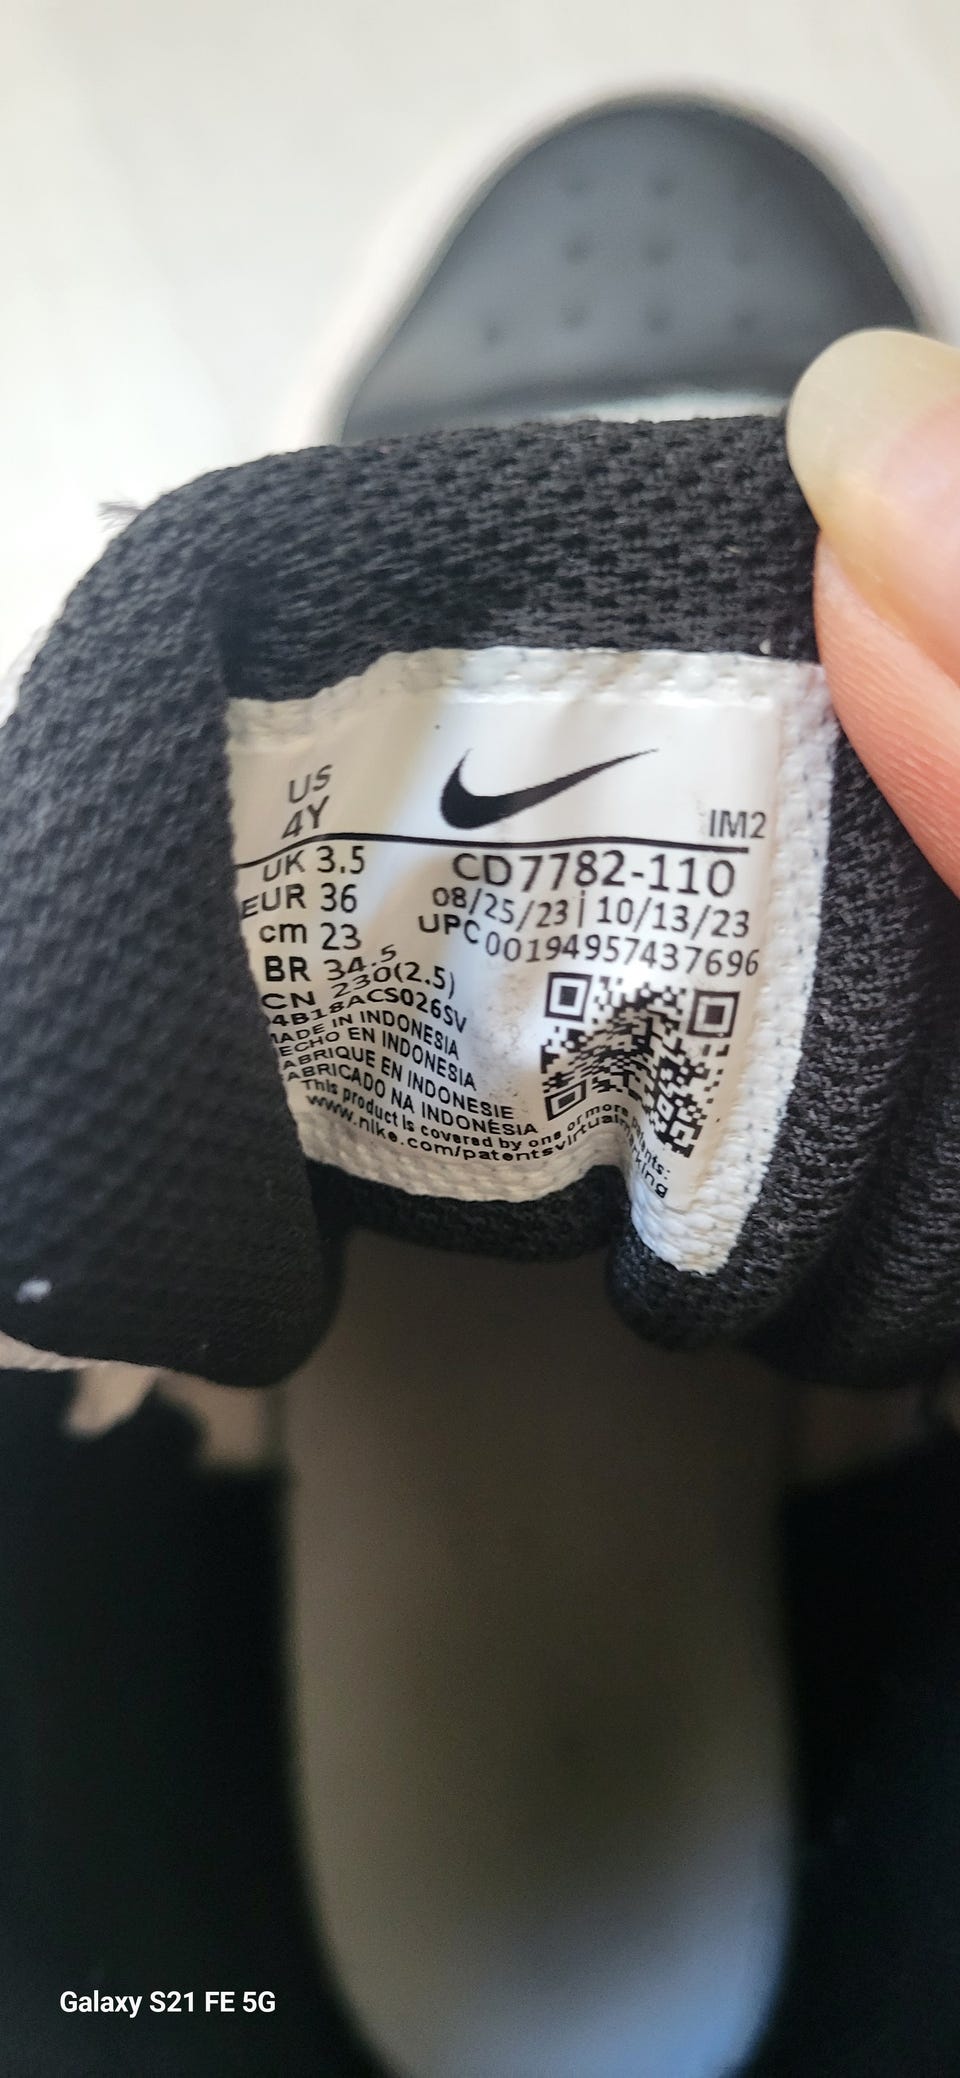 US
4Y
IM2
UK 3.5
EUR 36
cm 23
BR 34.5
CN 230(2.5)
4B18ACS026SV
MADE IN INDONESIA
HECHO EN INDONESIA
FABRIQUE EN INDONESIE
FABRICADO NA INDONÉSIA
CD7782-110
08/25/23 | 10/13/23
UPC 00194957437696
This product is covered by one or more patents:
www.nike.com/patentsvirtualmarking
Galaxy S21 FE 5G